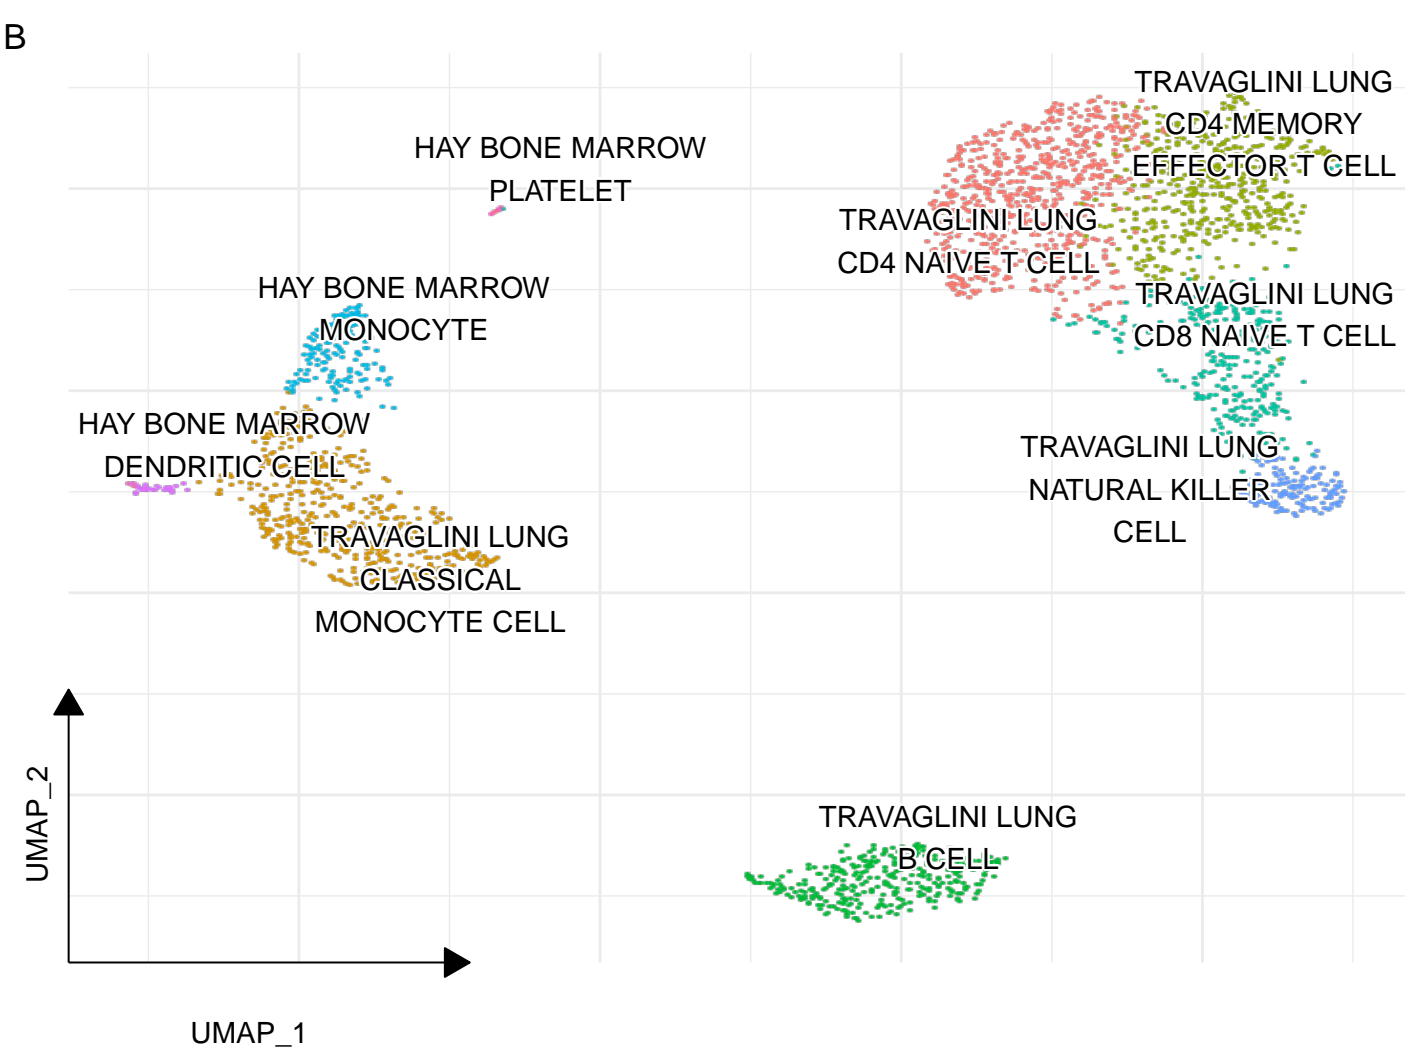 B
TRAVAGLINI LUNG
CD4 MEMORY
EFFECTOR T CELL
HAY BONE MARROW
PLATELET
TRAVAGLINI LUNG
CD4 NAIVE T CELL
HAY BONE MARROW
MONOCYTE
TRAVAGLINI LUNG
CD8 NAIVE T CELL
HAY BONE MARROW
DENDRITIC CELL
TRAVAGLINI LUNG
NATURAL KILLER
CELL
TRAVAGLINI LUNG
CLASSICAL
MONOCYTE CELL
TRAVAGLINI LUNG
B CELL
UMAP_2
UMAP_1